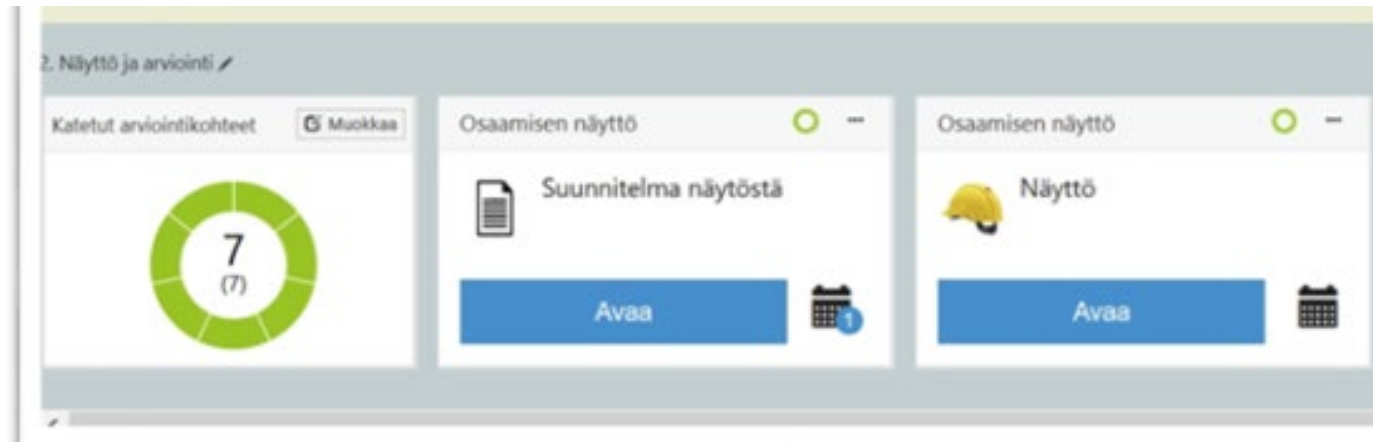 2. Näyttö ja arviointi
Katetut arviointikohteet
Muokkaa
7
(7)
Osaamisen näyttö
Suunnitelma näytöstä
Avaa
1
Osaamisen näyttö
Näyttö
Avaa